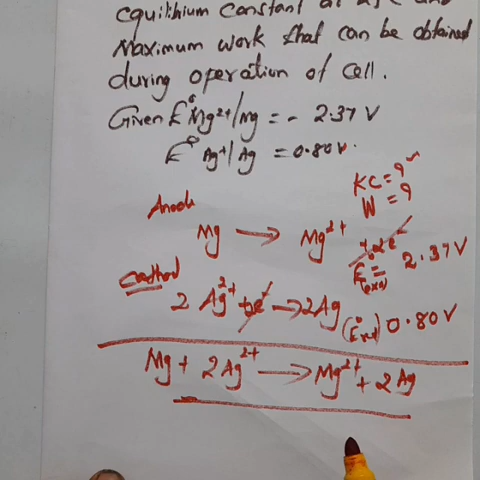 equilibrium constant at 25°C and
Maximum work that can be obtained
during operation of cell.
Given E° Mg²⁺/Mg = - 2.37 V
E° Ag⁺/Ag = 0.80V.
Kc = ?
W = ?
Anode
Mg → Mg²⁺ + 2e⁻
E° = 2.37 V
(oxd)
Cathod
2 Ag²⁺ + 2e⁻ → 2Ag (E° red) 0.80V
Mg + 2Ag²⁺ → Mg²⁺ + 2Ag